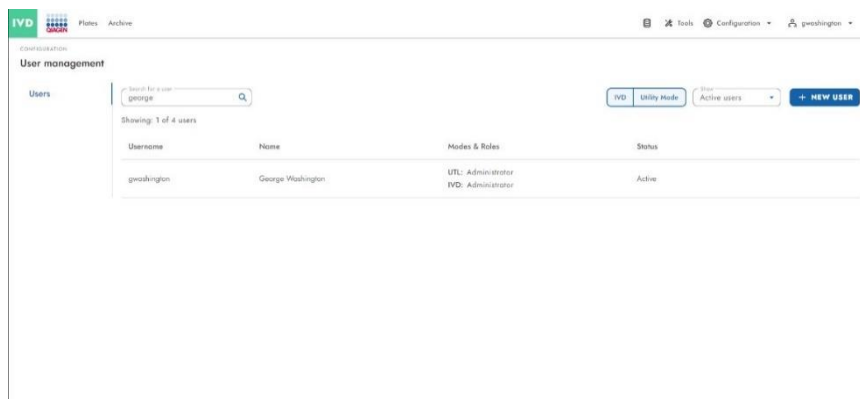 IVD QIAGEN Plates Archive Tools Configuration gwashington
CONFIGURATION
User management
Users
Search for a user
george
IVD Utility Mode
Show
Active users
+ NEW USER
Showing: 1 of 4 users
Username Name Modes & Roles Status
gwashington George Washington UTL: Administrator Active
IVD: Administrator